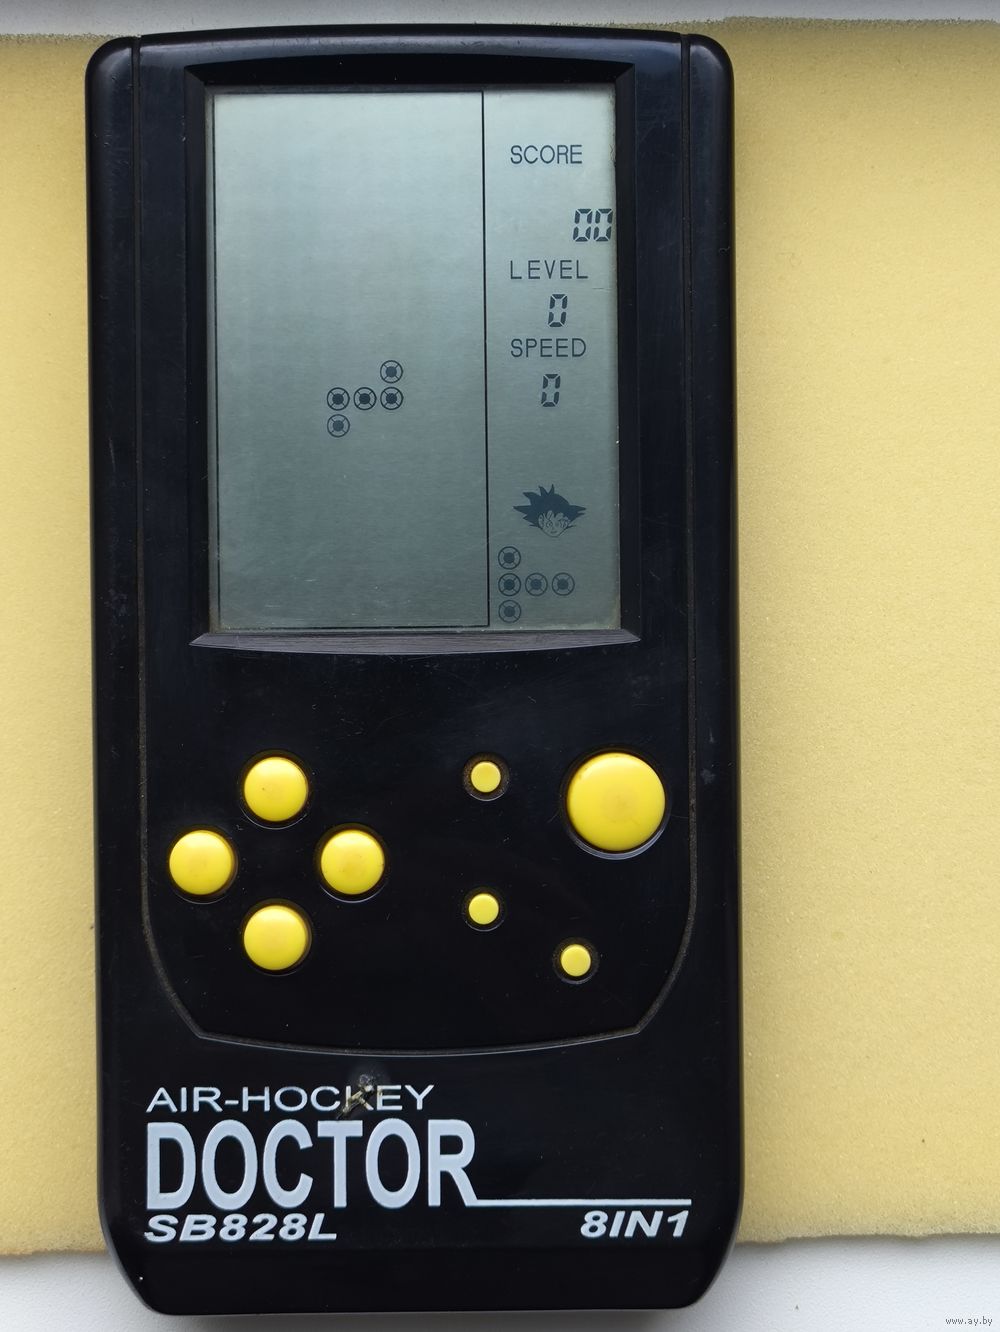 SCORE
00
LEVEL
0
SPEED
0
AIR-HOCKEY
DOCTOR
SB828L
8IN1
www.ay.by